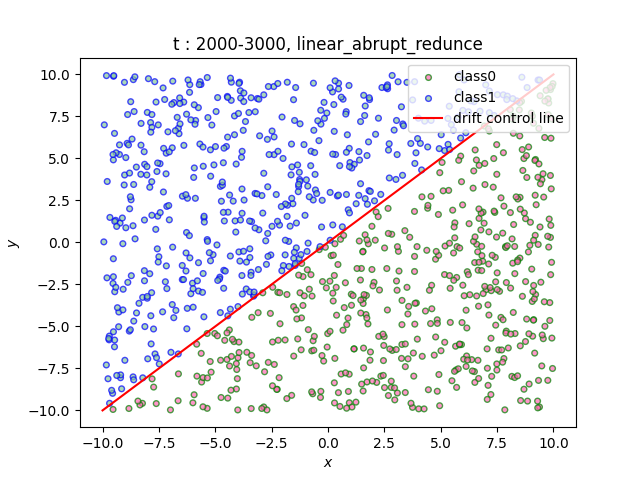 t : 2000-3000, linear_abrupt_redunce
class0
class1
drift control line
y
10.0
7.5
5.0
2.5
0.0
−2.5
−5.0
−7.5
−10.0
−10.0 −7.5 −5.0 −2.5 0.0 2.5 5.0 7.5 10.0
x